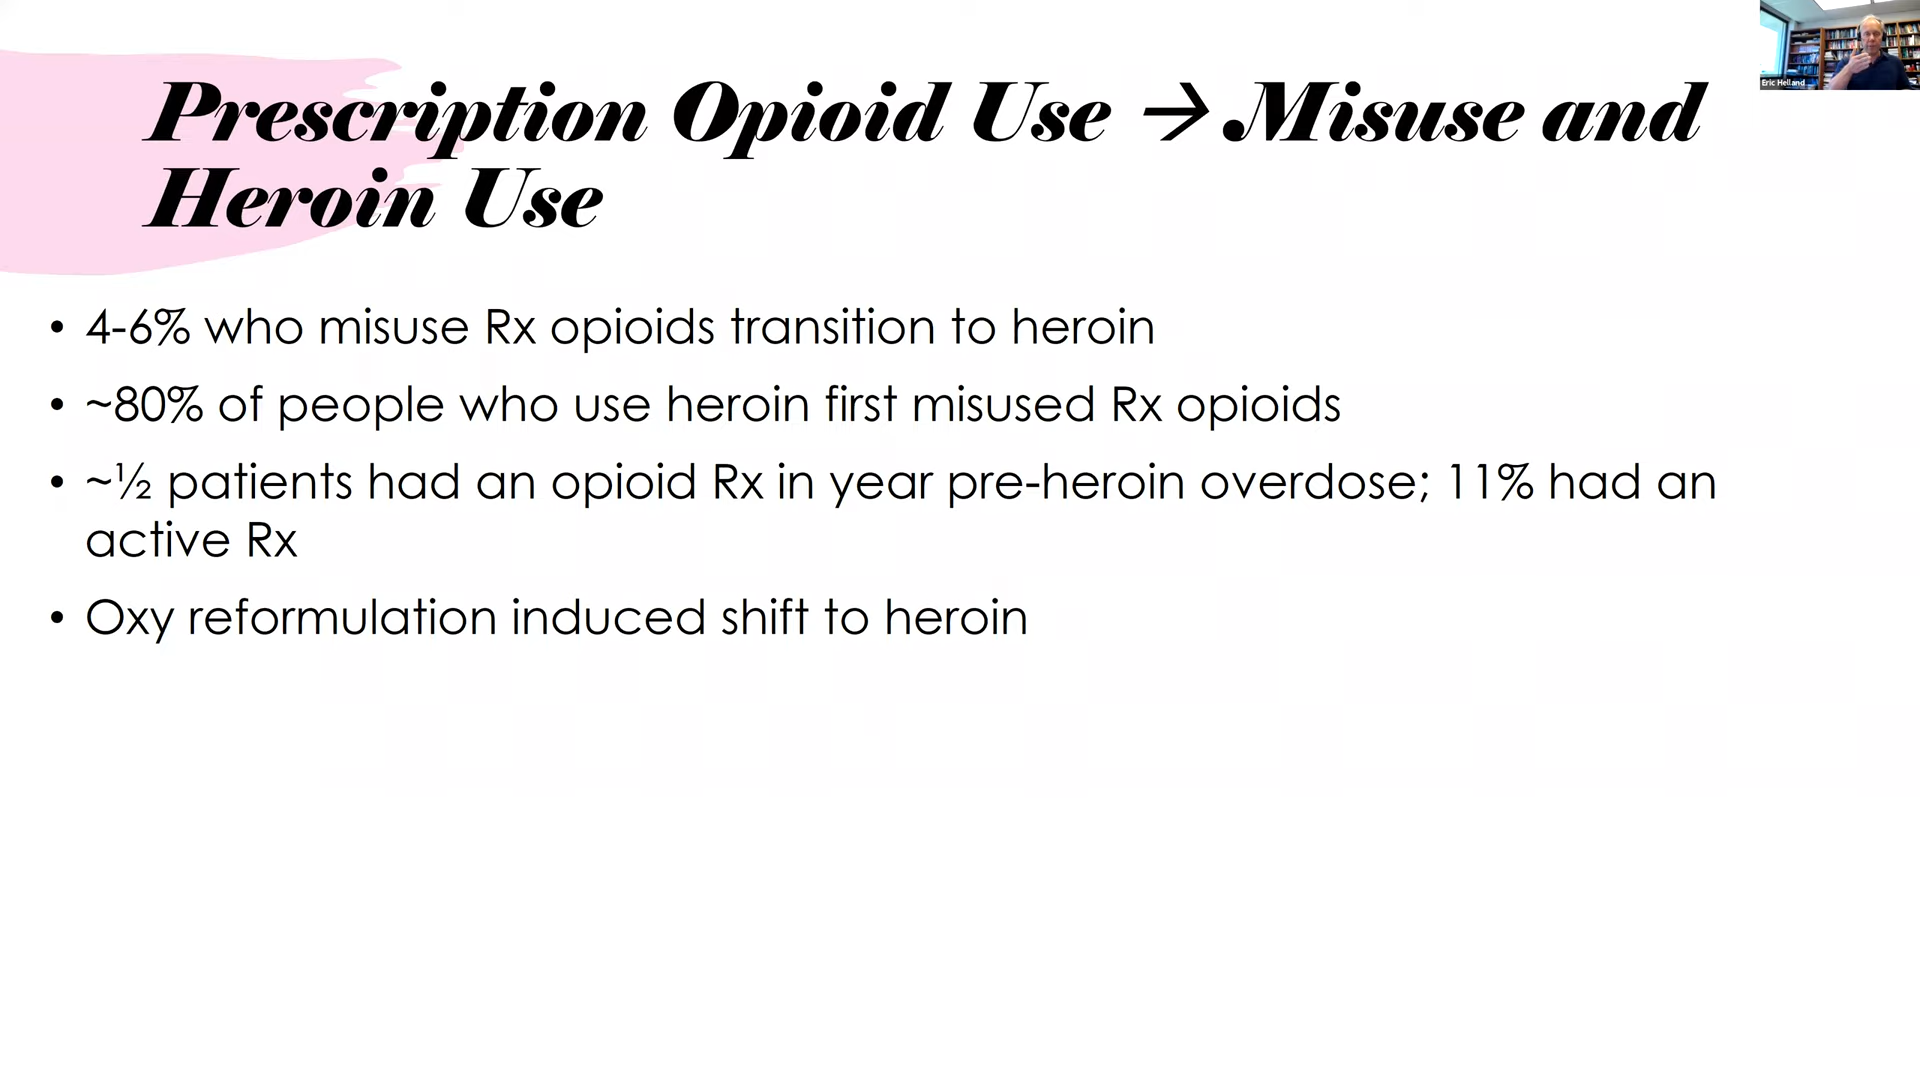 Eric Helland
Prescription Opioid Use → Misuse and
Heroin Use
• 4-6% who misuse Rx opioids transition to heroin
• ~80% of people who use heroin first misused Rx opioids
• ~½ patients had an opioid Rx in year pre-heroin overdose; 11% had an
active Rx
• Oxy reformulation induced shift to heroin